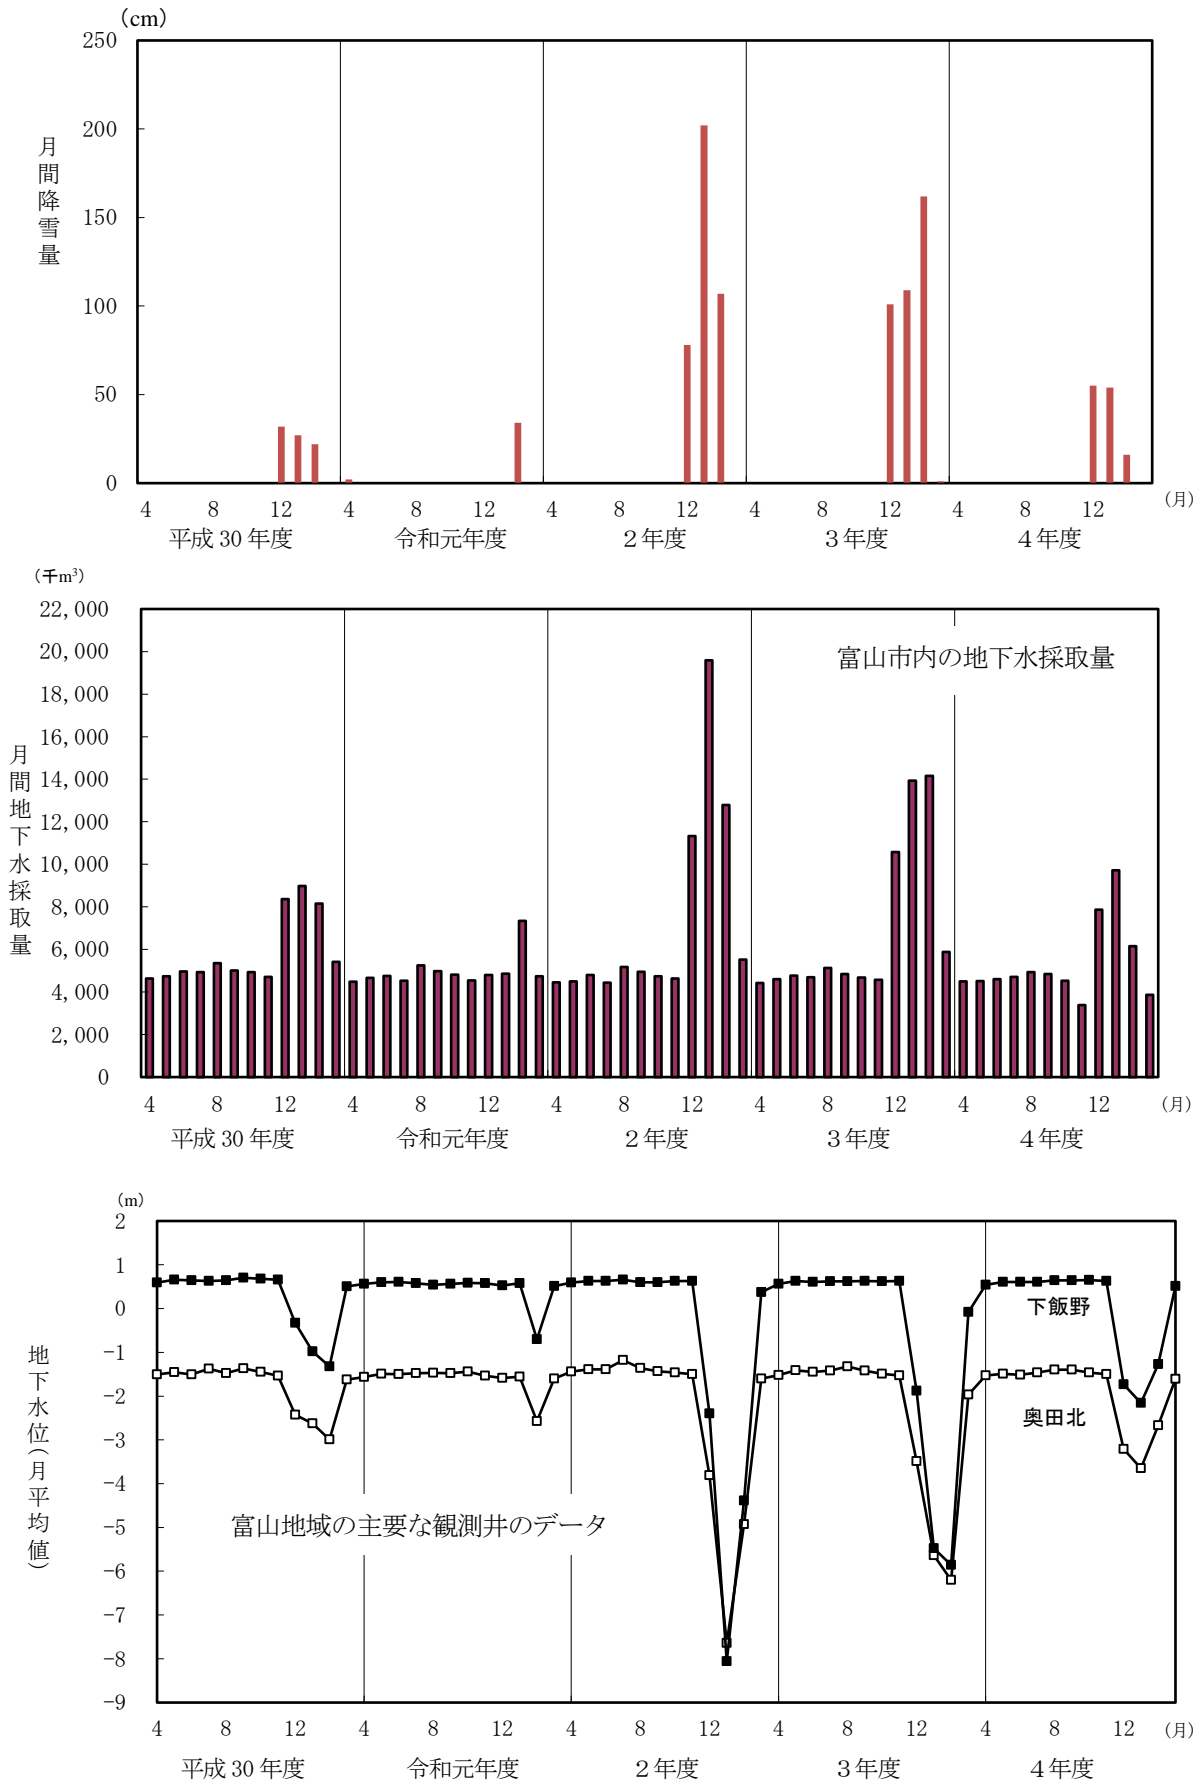 （cm）
250
200
150
100
50
0
月間降雪量
4 8 12 4 8 12 4 8 12 4 8 12 4 8 12 （月）
平成 30 年度 令和元年度 ２年度 ３年度 ４年度
（千m³）
22,000
20,000
18,000
16,000
14,000
12,000
10,000
8,000
6,000
4,000
2,000
0
月間地下水採取量
富山市内の地下水採取量
4 8 12 4 8 12 4 8 12 4 8 12 4 8 12 （月）
平成 30 年度 令和元年度 ２年度 ３年度 ４年度
（m）
2
1
0
-1
-2
-3
-4
-5
-6
-7
-8
-9
地下水位（月平均値）
下飯野
奥田北
富山地域の主要な観測井のデータ
4 8 12 4 8 12 4 8 12 4 8 12 4 8 12 （月）
平成 30 年度 令和元年度 ２年度 ３年度 ４年度